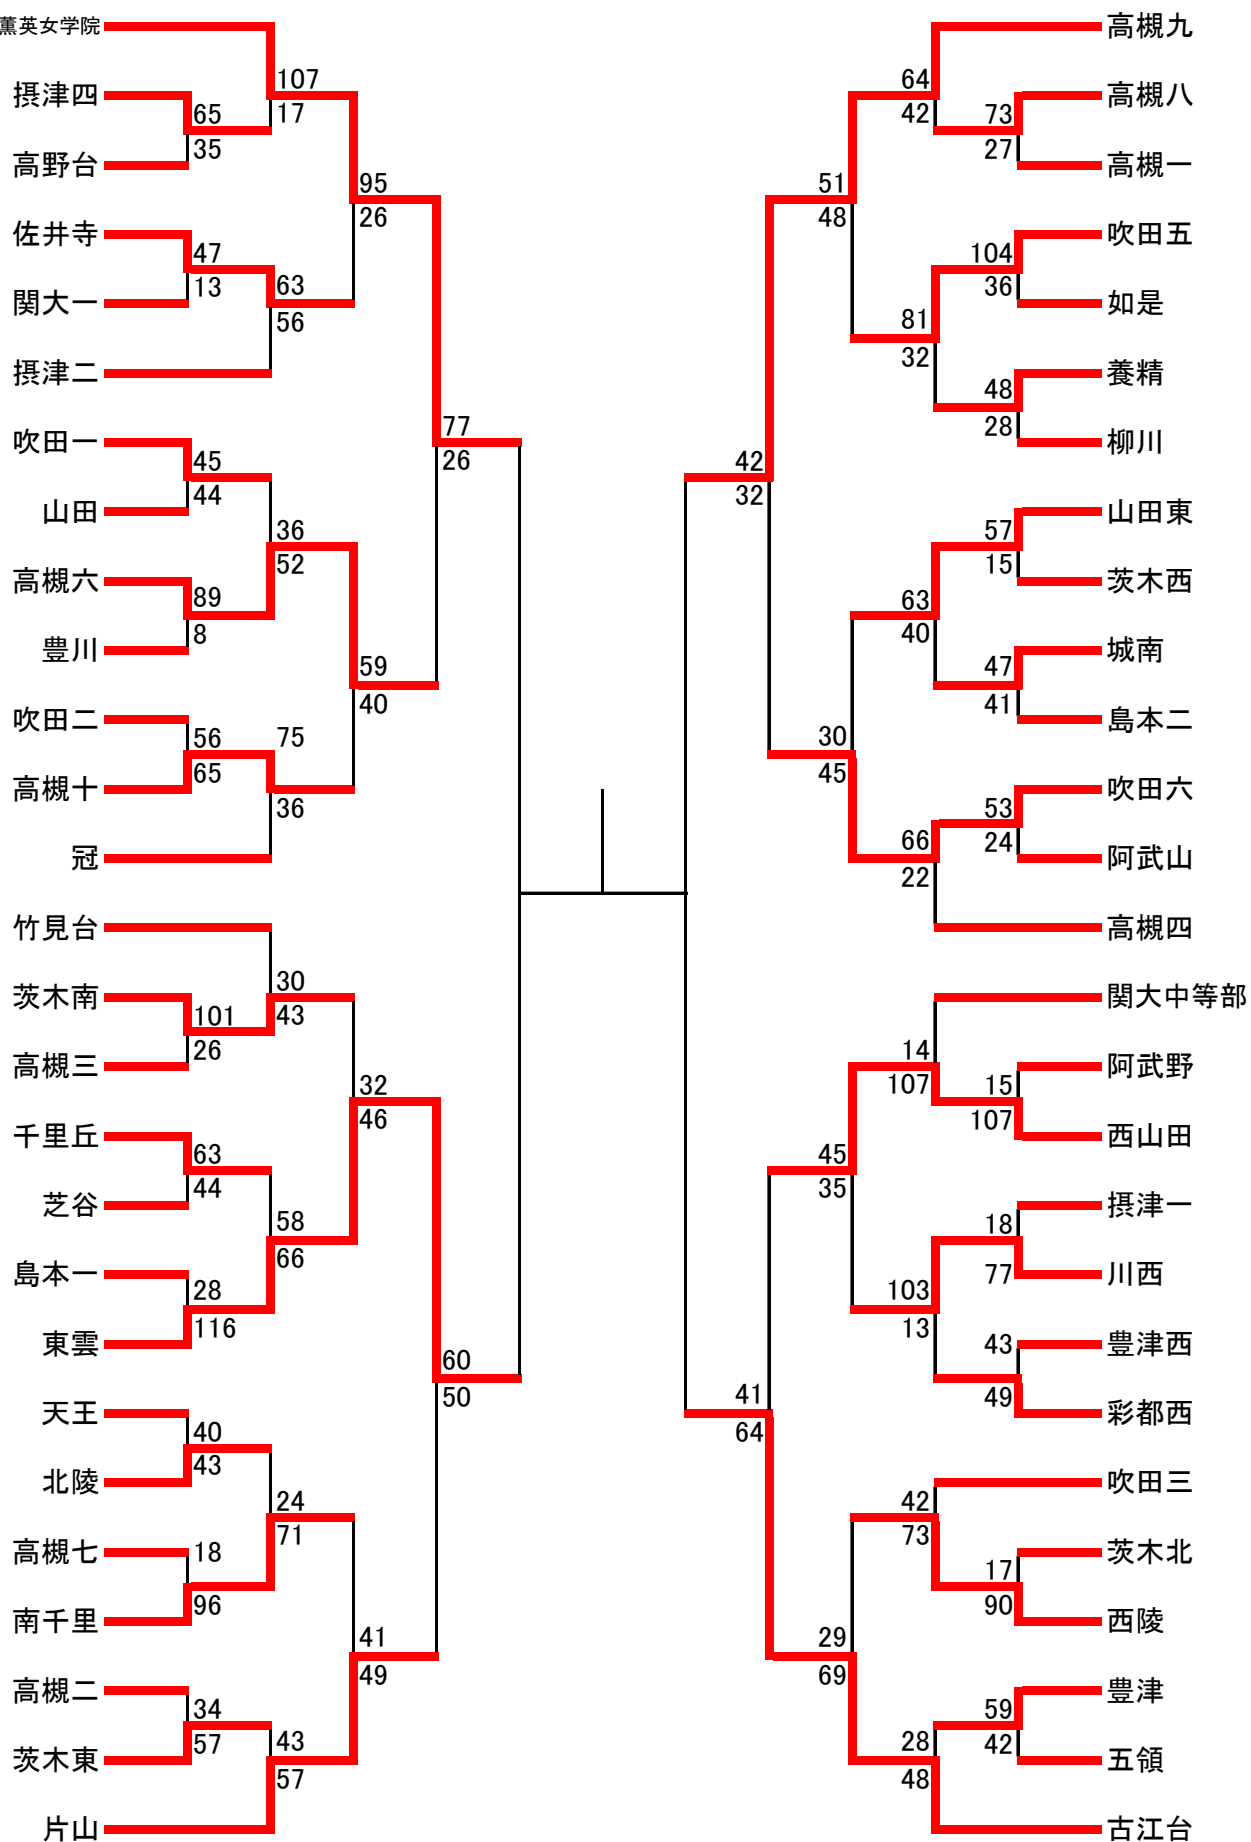 薫英女学院
摂津四
高野台
佐井寺
関大一
摂津二
吹田一
山田
高槻六
豊川
吹田二
高槻十
冠
竹見台
茨木南
高槻三
千里丘
芝谷
島本一
東雲
天王
北陵
高槻七
南千里
高槻二
茨木東
片山
65
35
47
13
45
44
89
8
56
65
101
26
63
44
28
116
40
43
18
96
34
57
107
17
63
56
36
52
75
36
30
43
58
66
24
71
43
57
95
26
59
40
32
46
41
49
77
26
60
50
42
32
41
64
51
48
30
45
45
35
29
69
64
42
81
32
63
40
66
22
14
107
103
13
42
73
28
48
73
27
104
36
48
28
57
15
47
41
53
24
15
107
18
77
43
49
17
90
59
42
高槻九
高槻八
高槻一
吹田五
如是
養精
柳川
山田東
茨木西
城南
島本二
吹田六
阿武山
高槻四
関大中等部
阿武野
西山田
摂津一
川西
豊津西
彩都西
吹田三
茨木北
西陵
豊津
五領
古江台